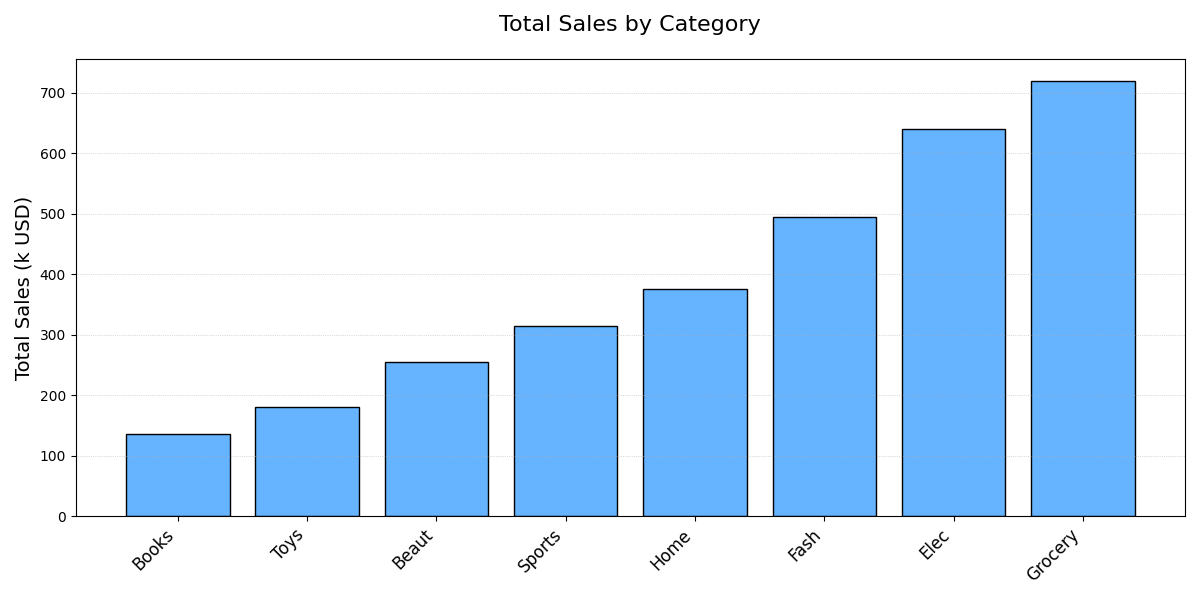 Total Sales by Category
Total Sales (k USD)
700
600
500
400
300
200
100
0
Books
Toys
Beaut
Sports
Home
Fash
Elec
Grocery